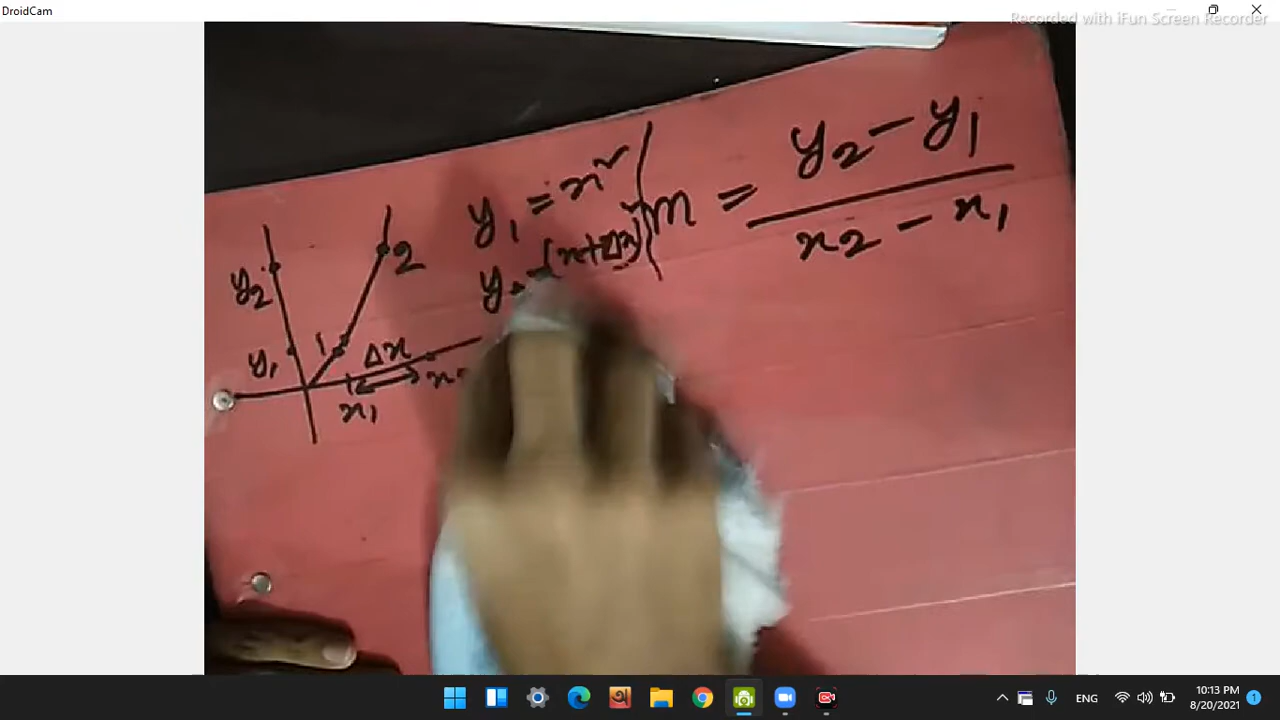 DroidCam
Recorded with iFun Screen Recorder
y₁ = x²
y₂ = (x+Δx)²
m = (y₂ − y₁) / (x₂ − x₁)
2
y₂
1
y₁
Δx
x₁
ENG
10:13 PM
8/20/2021
1